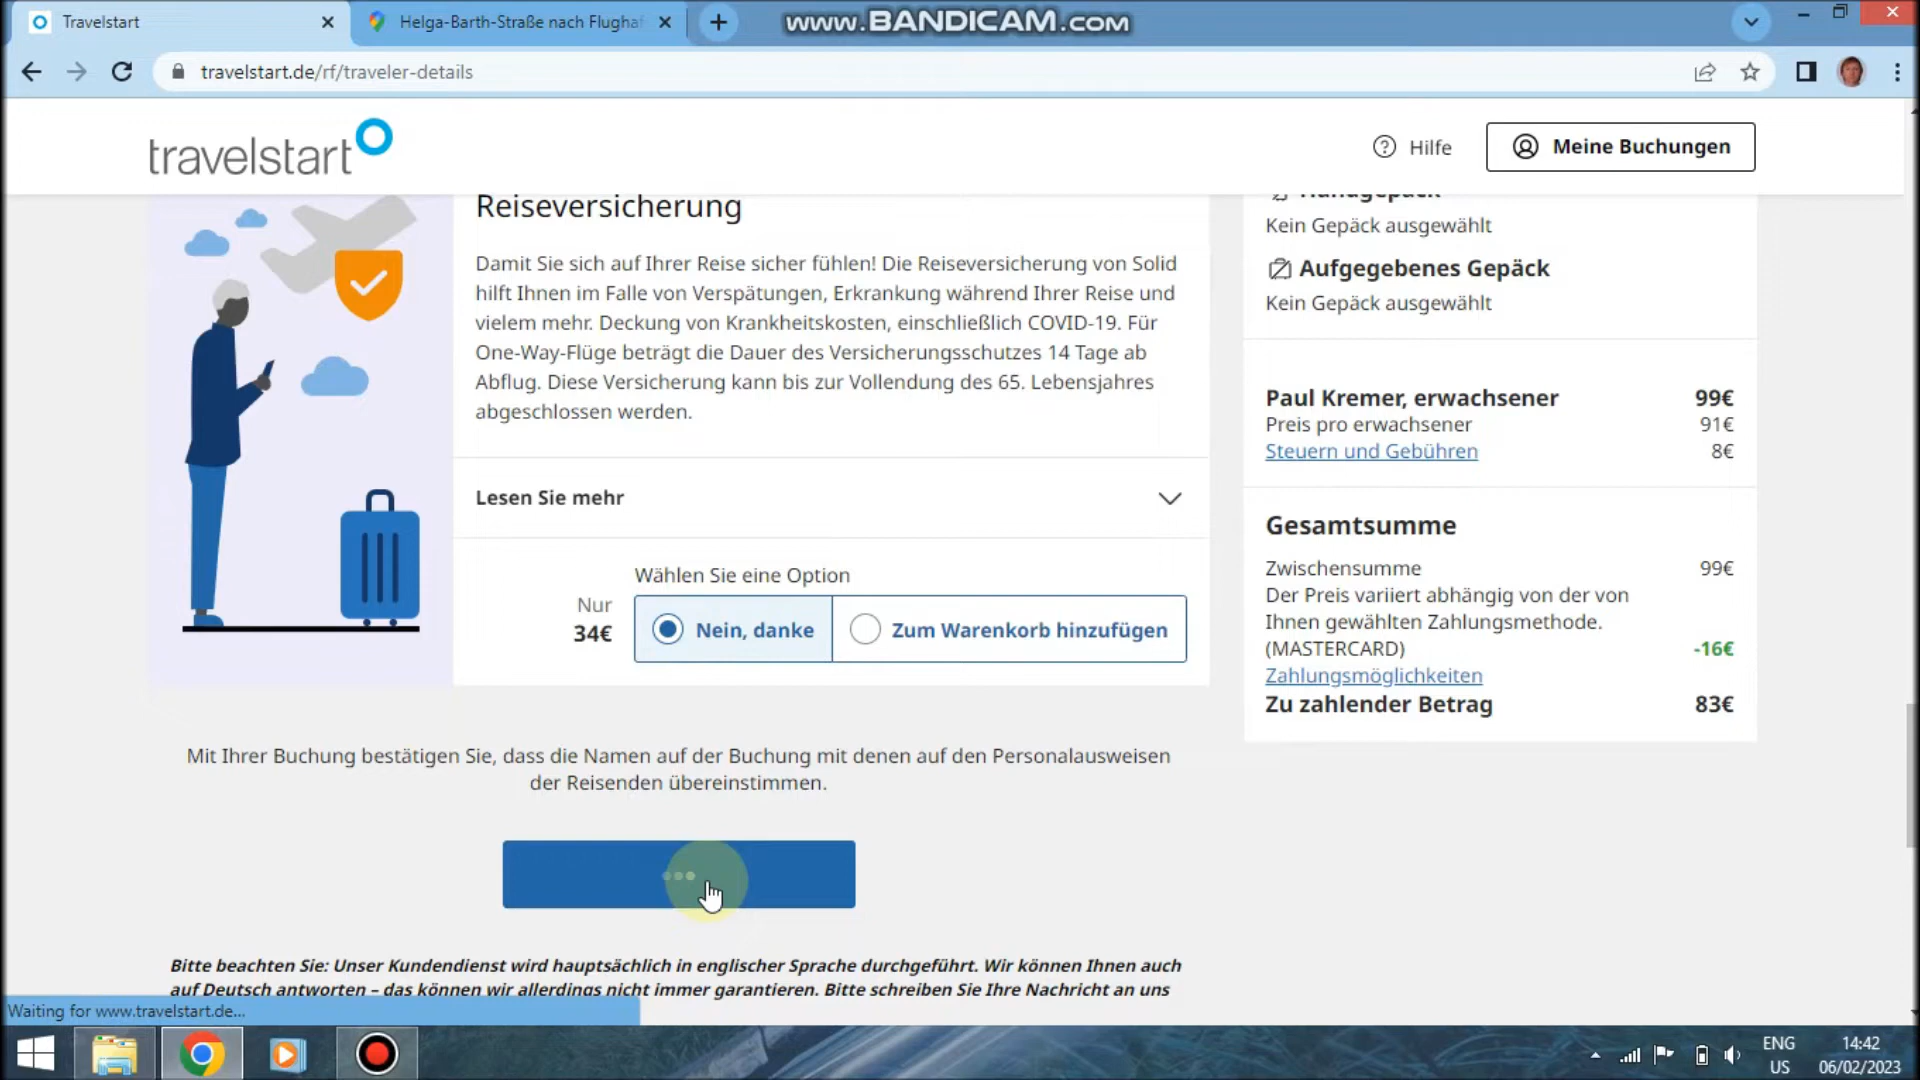 Travelstart
Helga-Barth-Straße nach Flugha
www.BANDICAM.com
travelstart.de/rf/traveler-details
travelstart
Hilfe
Meine Buchungen
Reiseversicherung
Damit Sie sich auf Ihrer Reise sicher fühlen! Die Reiseversicherung von Solid
hilft Ihnen im Falle von Verspätungen, Erkrankung während Ihrer Reise und
vielem mehr. Deckung von Krankheitskosten, einschließlich COVID-19. Für
One-Way-Flüge beträgt die Dauer des Versicherungsschutzes 14 Tage ab
Abflug. Diese Versicherung kann bis zur Vollendung des 65. Lebensjahres
abgeschlossen werden.
Lesen Sie mehr
Wählen Sie eine Option
Nur
34€
Nein, danke
Zum Warenkorb hinzufügen
Mit Ihrer Buchung bestätigen Sie, dass die Namen auf der Buchung mit denen auf den Personalausweisen
der Reisenden übereinstimmen.
Bitte beachten Sie: Unser Kundendienst wird hauptsächlich in englischer Sprache durchgeführt. Wir können Ihnen auch
auf Deutsch antworten – das können wir allerdings nicht immer garantieren. Bitte schreiben Sie Ihre Nachricht an uns
Handgepäck
Kein Gepäck ausgewählt
Aufgegebenes Gepäck
Kein Gepäck ausgewählt
Paul Kremer, erwachsener 99€
Preis pro erwachsener 91€
Steuern und Gebühren 8€
Gesamtsumme
Zwischensumme 99€
Der Preis variiert abhängig von der von
Ihnen gewählten Zahlungsmethode.
(MASTERCARD) -16€
Zahlungsmöglichkeiten
Zu zahlender Betrag 83€
Waiting for www.travelstart.de...
ENG
US
14:42
06/02/2023